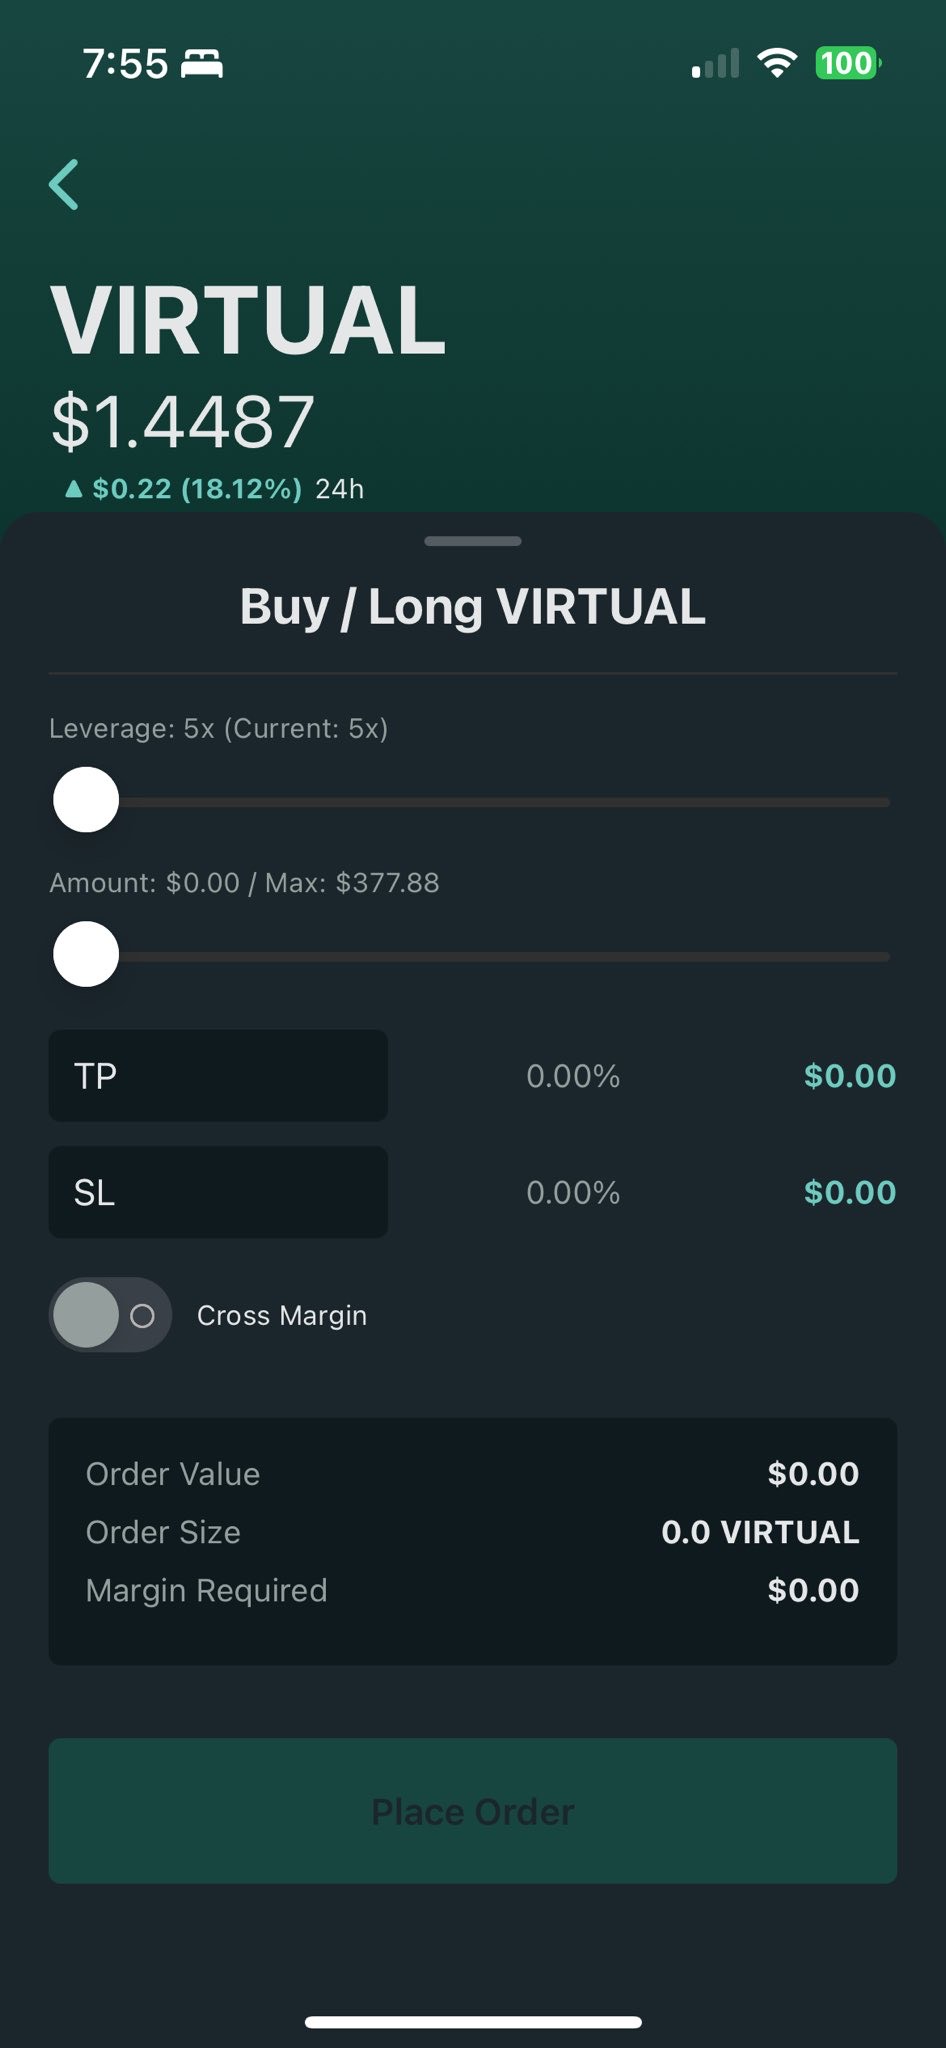 7:55
100
VIRTUAL
$1.4487
▲ $0.22 (18.12%) 24h
Buy / Long VIRTUAL
Leverage: 5x (Current: 5x)
Amount: $0.00 / Max: $377.88
TP 0.00% $0.00
SL 0.00% $0.00
Cross Margin
Order Value $0.00
Order Size 0.0 VIRTUAL
Margin Required $0.00
Place Order